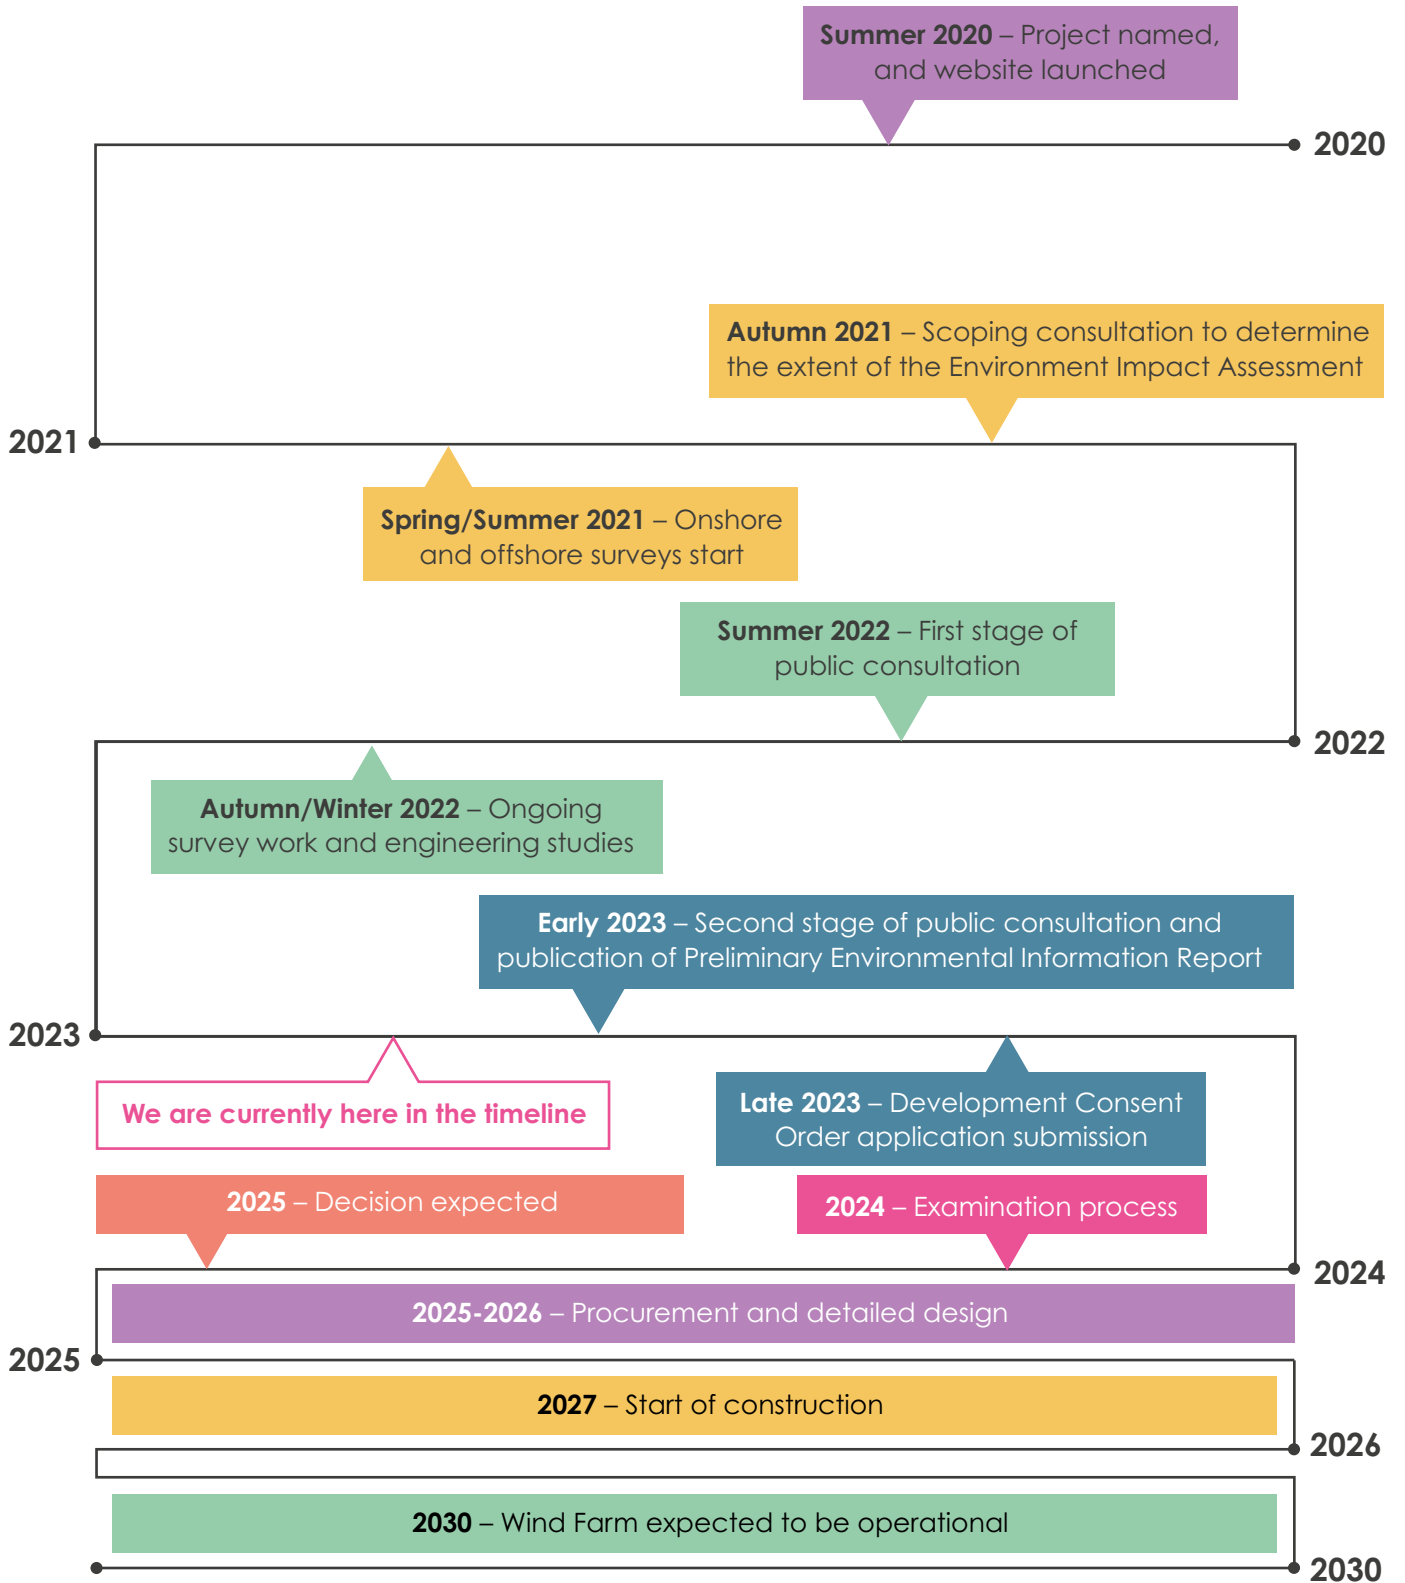 Summer 2020 – Project named,
and website launched
2020
Autumn 2021 – Scoping consultation to determine
the extent of the Environment Impact Assessment
2021
Spring/Summer 2021 – Onshore
and offshore surveys start
Summer 2022 – First stage of
public consultation
2022
Autumn/Winter 2022 – Ongoing
survey work and engineering studies
Early 2023 – Second stage of public consultation and
publication of Preliminary Environmental Information Report
2023
We are currently here in the timeline
Late 2023 – Development Consent
Order application submission
2025 – Decision expected
2024 – Examination process
2024
2025-2026 – Procurement and detailed design
2025
2027 – Start of construction
2026
2030 – Wind Farm expected to be operational
2030